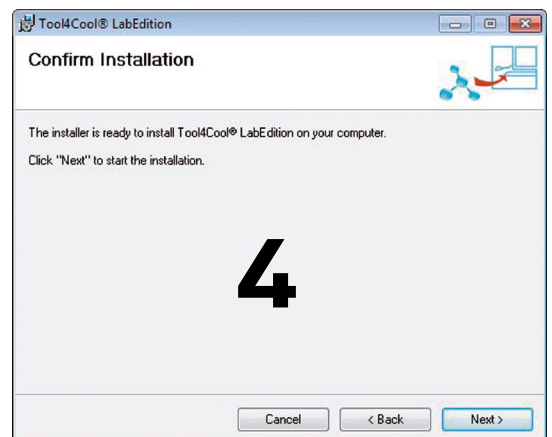 Tool4Cool® LabEdition
Confirm Installation
The installer is ready to install Tool4Cool® LabEdition on your computer.
Click "Next" to start the installation.
4
Cancel
< Back
Next >